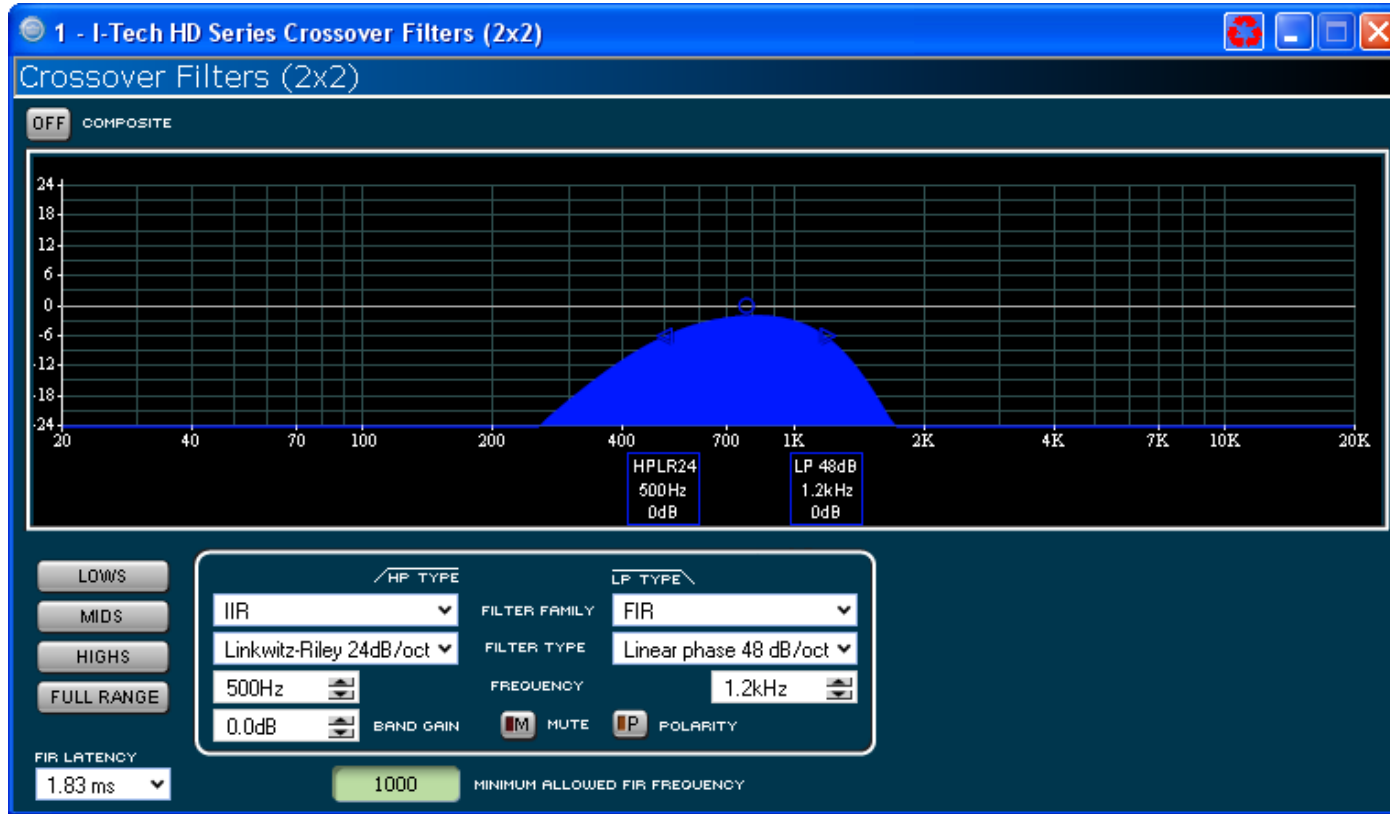 1 - I-Tech HD Series Crossover Filters (2x2)
Crossover Filters (2x2)
OFF COMPOSITE
24
18
12
6
0
-6
-12
-18
-24
20 40 70 100 200 400 700 1K 2K 4K 7K 10K 20K
HPLR24 LP 48dB
500Hz 1.2kHz
0dB 0dB
LOWS
MIDS
HIGHS
FULL RANGE
HP TYPE LP TYPE
IIR FILTER FAMILY FIR
Linkwitz-Riley 24dB/oct FILTER TYPE Linear phase 48 dB/oct
500Hz FREQUENCY 1.2kHz
0.0dB BAND GAIN M MUTE P POLARITY
FIR LATENCY
1.83 ms 1000 MINIMUM ALLOWED FIR FREQUENCY